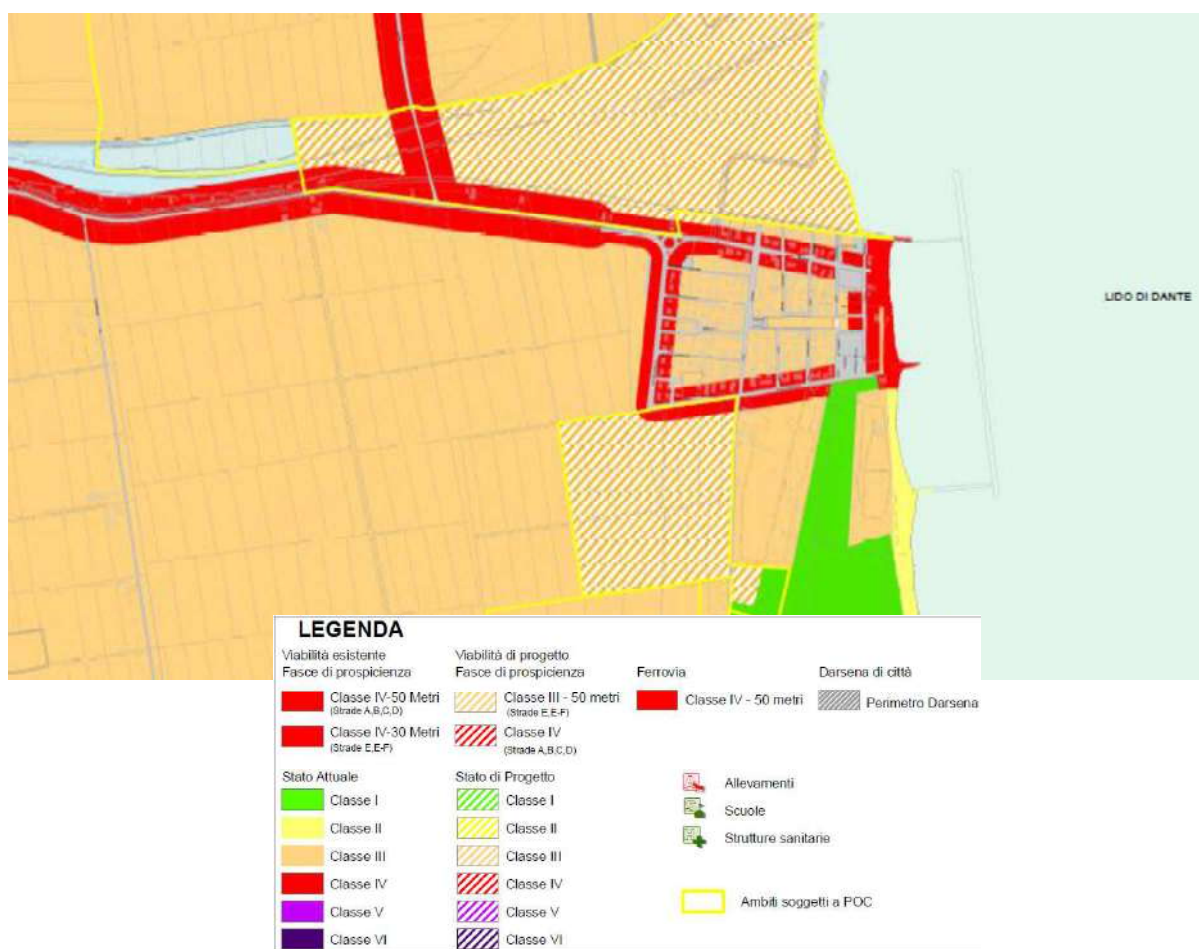 LIDO DI DANTE
LEGENDA
Viabilità esistente
Fasce di prospicienza
Classe IV-50 Metri
(Strade A,B,C,D)
Classe IV-30 Metri
(Strade E,E-F)
Viabilità di progetto
Fasce di prospicienza
Classe III - 50 metri
(Strade E,E-F)
Classe IV
(Strade A,B,C,D)
Ferrovia
Classe IV - 50 metri
Darsena di città
Perimetro Darsena
Stato Attuale
Classe I
Classe II
Classe III
Classe IV
Classe V
Classe VI
Stato di Progetto
Classe I
Classe II
Classe III
Classe IV
Classe V
Classe VI
Allevamenti
Scuole
Strutture sanitarie
Ambiti soggetti a POC